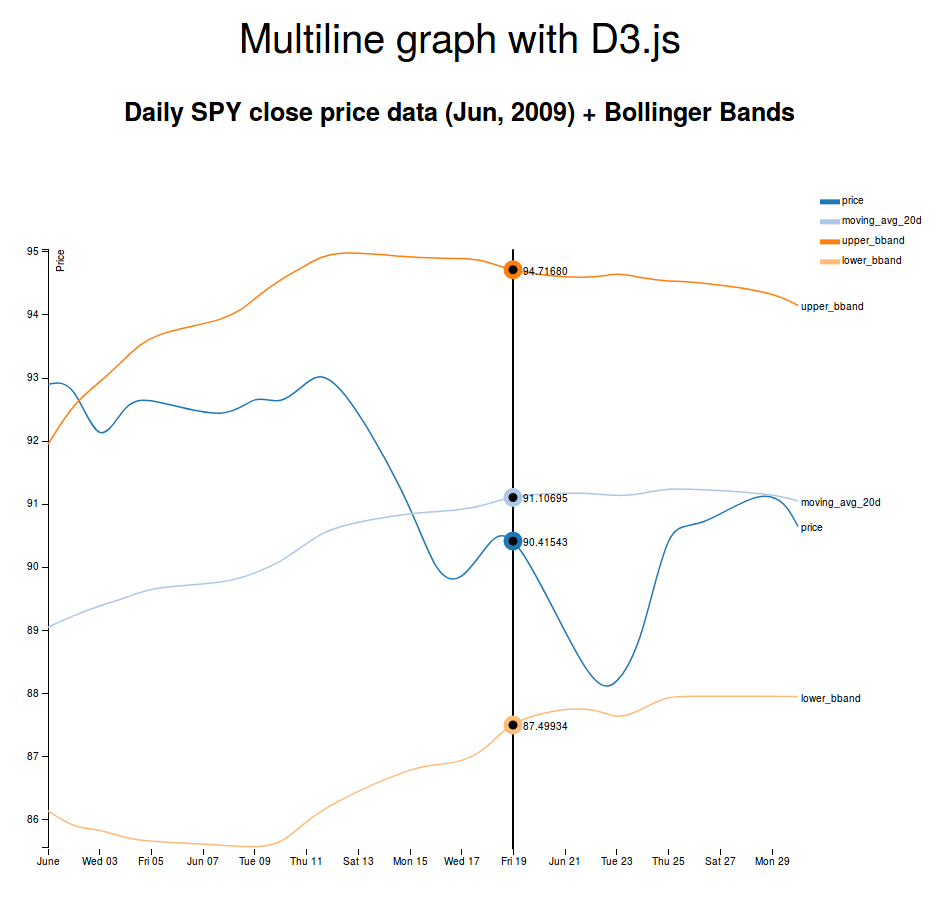 Multiline graph with D3.js
Daily SPY close price data (Jun, 2009) + Bollinger Bands
price
moving_avg_20d
upper_bband
lower_bband
Price
95
94
93
92
91
90
89
88
87
86
94.71680
91.10695
90.41543
87.49934
upper_bband
moving_avg_20d
price
lower_bband
June Wed 03 Fri 05 Jun 07 Tue 09 Thu 11 Sat 13 Mon 15 Wed 17 Fri 19 Jun 21 Tue 23 Thu 25 Sat 27 Mon 29